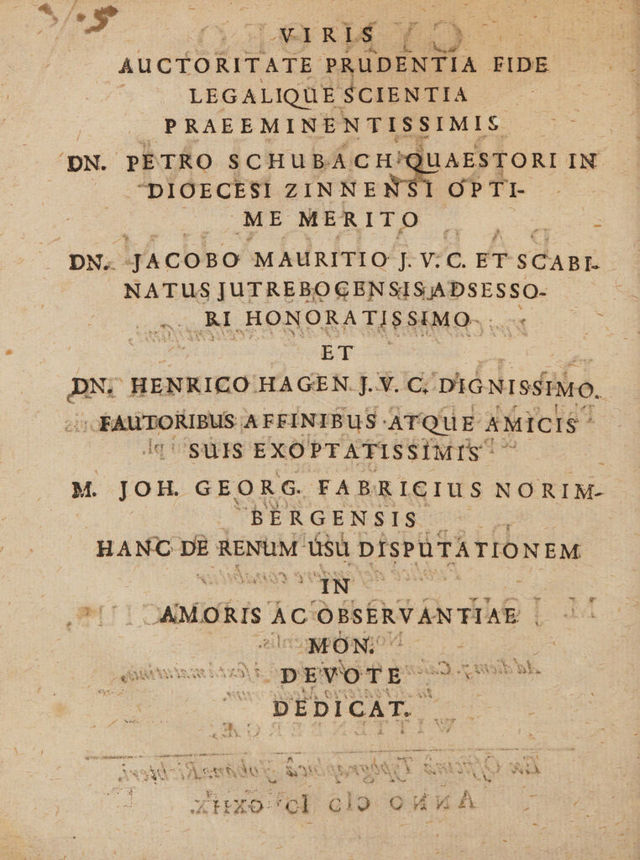 VIRIS
AUCTORITATE PRUDENTIA FIDE
LEGALIQUE SCIENTIA
PRAEEMINENTISSIMIS
DN. PETRO SCHUBACH QUAESTORI IN
DIOECESI ZINNENSI OPTI-
ME MERITO
DN. JACOBO MAURITIO J. V. C. ET SCABI-
NATUS JUTREBOCENSIS ADSESSO-
RI HONORATISSIMO
ET
DN. HENRICO HAGEN J. V. C. DIGNISSIMO.
FAUTORIBUS AFFINIBUS ATQUE AMICIS
SUIS EXOPTATISSIMIS
M. JOH. GEORG. FABRICIUS NORIM-
BERGENSIS
HANC DE RENUM USU DISPUTATIONEM
IN
AMORIS AC OBSERVANTIAE
MON.
DEVOTE
DEDICAT.